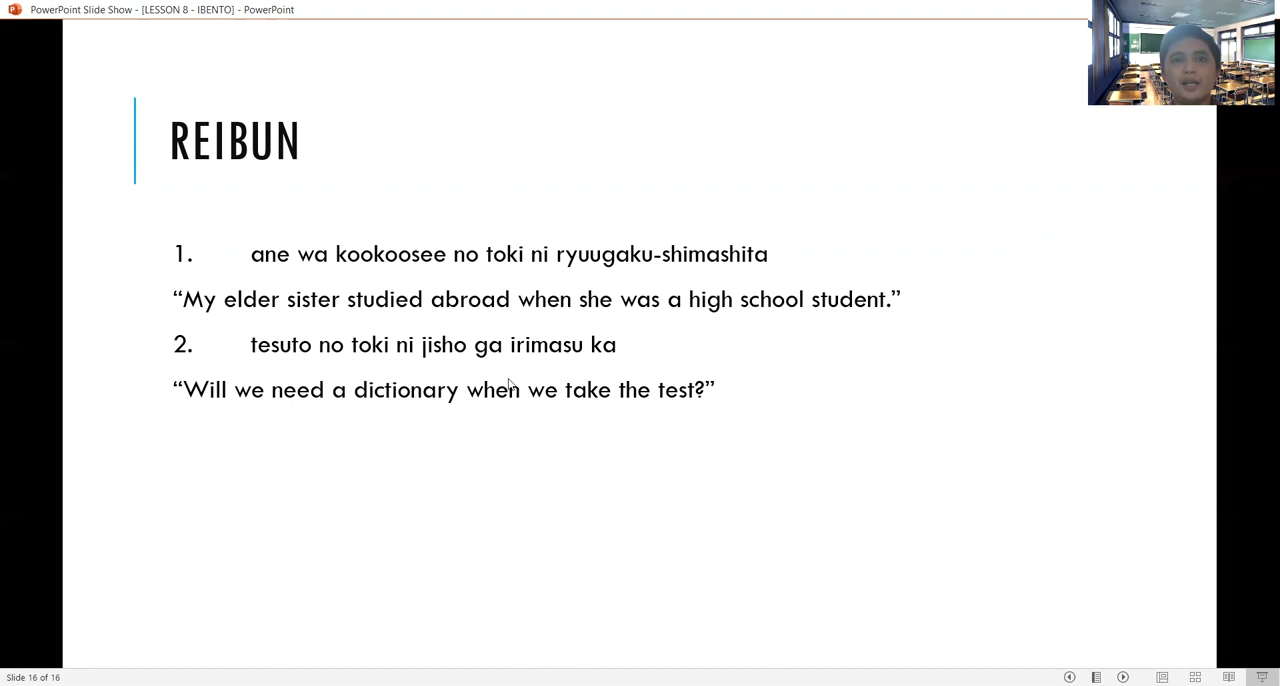 PowerPoint Slide Show - [LESSON 8 - IBENTO] - PowerPoint
REIBUN
1. ane wa kookoosee no toki ni ryuugaku-shimashita
“My elder sister studied abroad when she was a high school student.”
2. tesuto no toki ni jisho ga irimasu ka
“Will we need a dictionary when we take the test?”
Slide 16 of 16